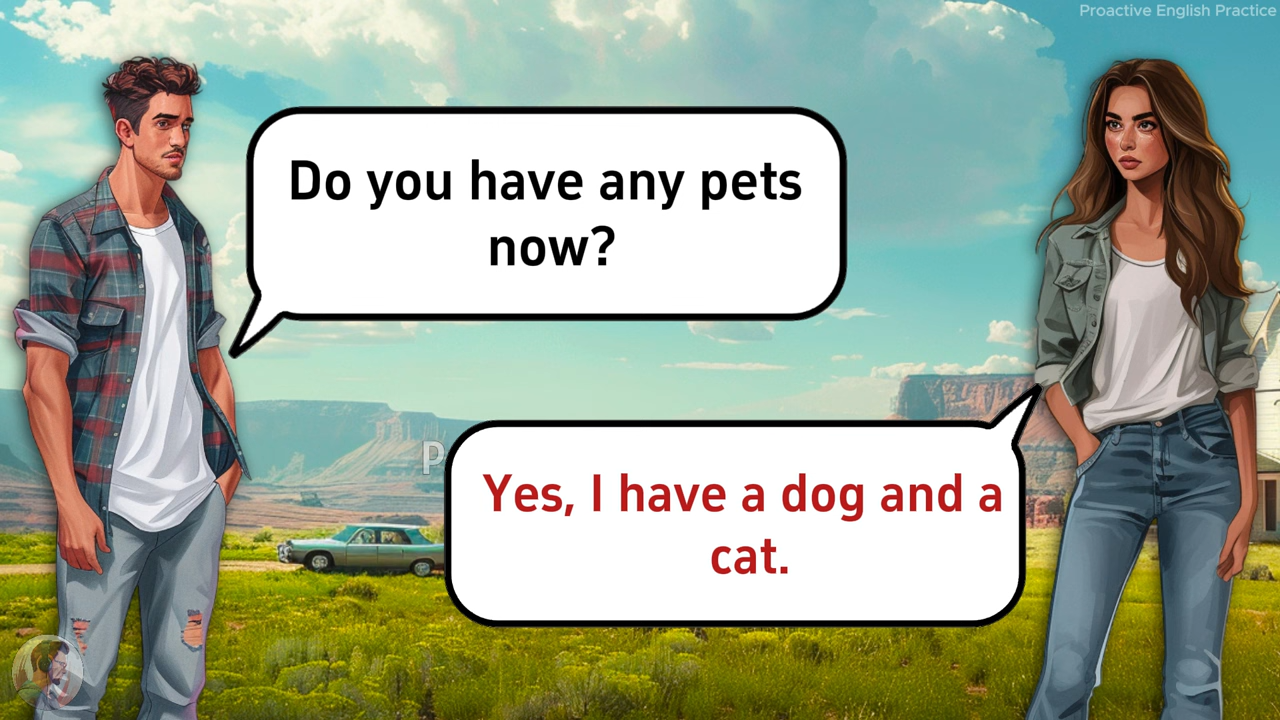 Proactive English Practice
Do you have any pets
now?
Yes, I have a dog and a
cat.